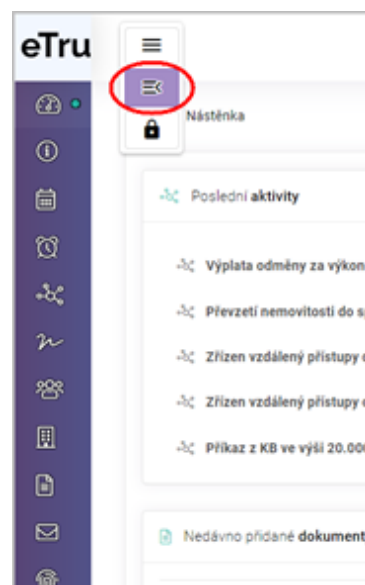 eTru
Nástěnka
Poslední aktivity
Výplata odměny za výkon
Převzetí nemovitosti do s
Zřízen vzdálený přístupy
Zřízen vzdálený přístupy
Příkaz z KB ve výši 20.00
Nedávno přidané dokument